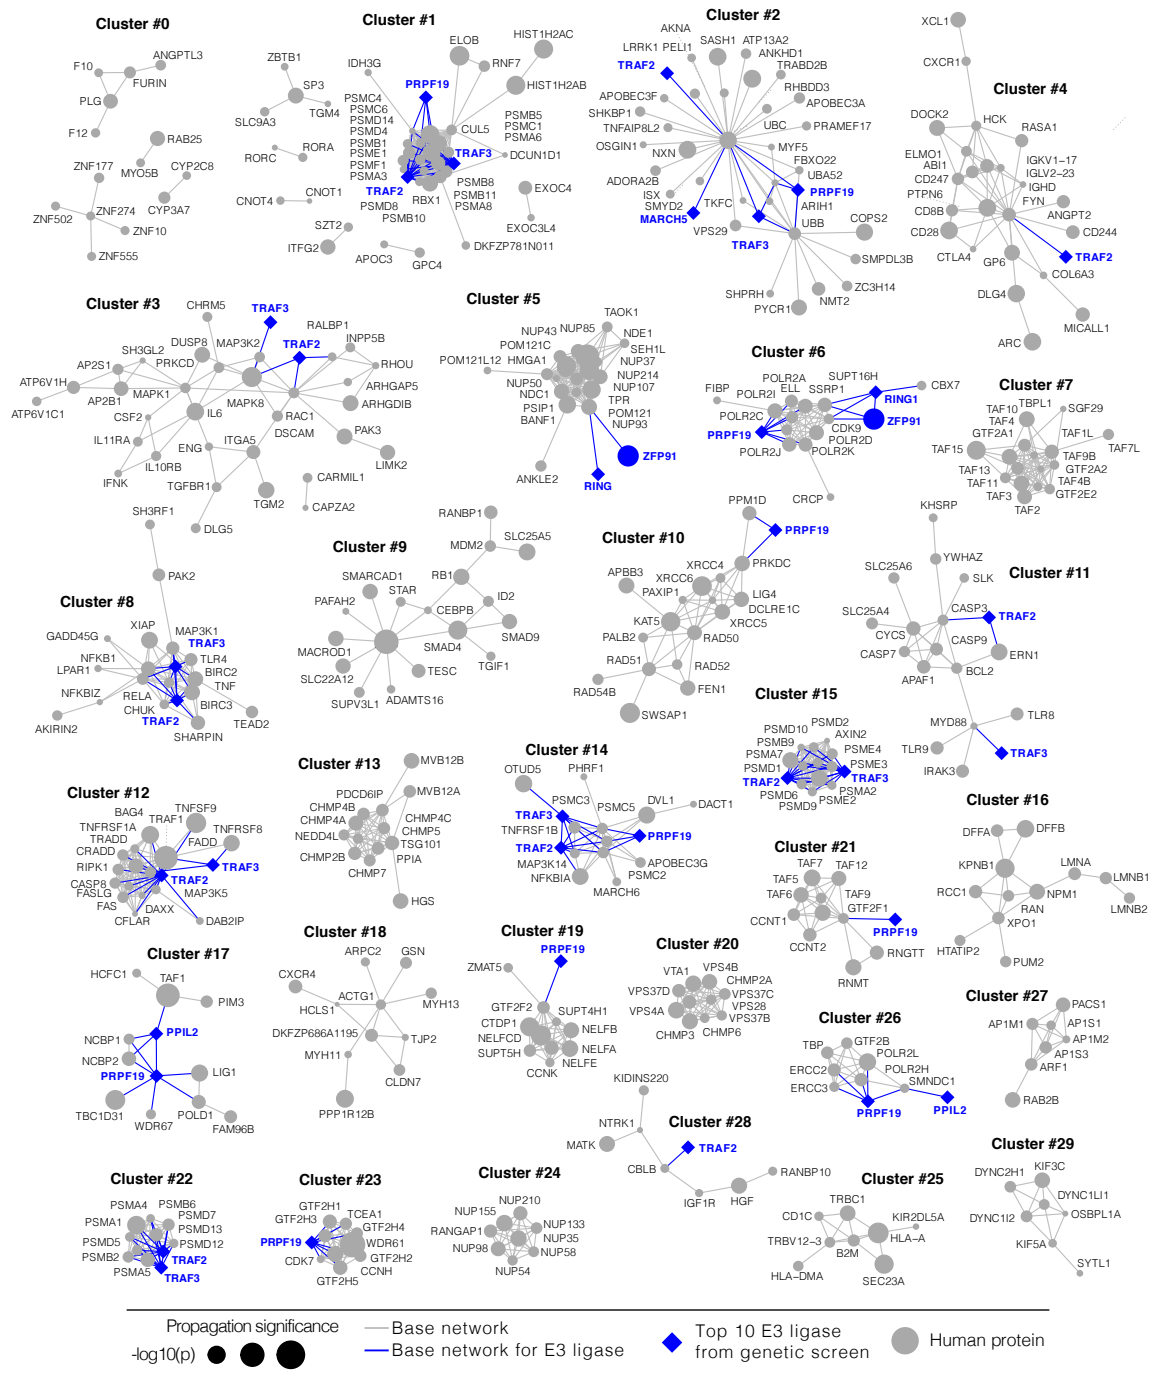 Cluster #0
F10
ANGPTL3
FURIN
PLG
F12
RAB25
MYO5B
CYP2C8
CYP3A7
ZNF177
ZNF502
ZNF274
ZNF10
ZNF555
Cluster #1
ZBTB1
SP3
SLC9A3
TGM4
RORC
RORA
CNOT4
CNOT1
SZT2
ITFG2
APOC3
GPC4
IDH3G
PRPF19
ELOB
RNF7
HIST1H2AC
HIST1H2AB
PSMC4
PSMC6
PSMD14
PSMD4
PSMB1
PSME1
PSMF1
PSMA3
CUL5
PSMB5
PSMC1
PSMA6
DCUN1D1
TRAF3
TRAF2
RBX1
PSMD8
PSMB10
PSMB8
PSMB11
PSMA8
EXOC4
EXOC3L4
DKFZP781N011
Cluster #2
AKNA
LRRK1
PELI1
SASH1
ATP13A2
ANKHD1
TRABD2B
RHBDD3
APOBEC3A
TRAF2
APOBEC3F
SHKBP1
TNFAIP8L2
OSGIN1
NXN
ADORA2B
ISX
SMYD2
MARCH5
UBC
PRAMEF17
MYF5
FBXO22
UBA52
PRPF19
ARIH1
TKFC
UBB
VPS29
TRAF3
COPS2
SMPDL3B
ZC3H14
NMT2
PYCR1
SHPRH
Cluster #4
XCL1
CXCR1
DOCK2
HCK
RASA1
ELMO1
ABI1
CD247
PTPN6
CD8B
CD28
CTLA4
IGKV1−17
IGLV2−23
IGHD
FYN
ANGPT2
CD244
TRAF2
GP6
COL6A3
DLG4
MICALL1
ARC
Cluster #3
CHRM5
TRAF3
DUSP8
MAP3K2
TRAF2
RALBP1
INPP5B
SH3GL2
AP2S1
PRKCD
RHOU
ATP6V1H
AP2B1
MAPK1
ARHGAP5
ATP6V1C1
CSF2
IL6
MAPK8
RAC1
ARHGDIB
DSCAM
IL11RA
ENG
ITGA5
PAK3
IL10RB
LIMK2
IFNK
TGFBR1
TGM2
CARMIL1
CAPZA2
DLG5
Cluster #5
TAOK1
NUP43
NUP85
NDE1
POM121C
SEH1L
POM121L12
HMGA1
NUP37
NUP214
NUP50
NUP107
NDC1
TPR
PSIP1
POM121
BANF1
NUP93
ZFP91
ANKLE2
RING
Cluster #6
POLR2A
SUPT16H
FIBP
POLR2I
ELL
SSRP1
CBX7
RING1
POLR2C
ZFP91
PRPF19
CDK9
POLR2D
POLR2J
POLR2K
CRCP
Cluster #7
TBPL1
TAF10
SGF29
TAF4
GTF2A1
TAF1L
TAF15
TAF7L
TAF9B
TAF13
GTF2A2
TAF11
TAF4B
TAF3
GTF2E2
TAF2
Cluster #8
SH3RF1
PAK2
XIAP
MAP3K1
GADD45G
TRAF3
NFKB1
TLR4
LPAR1
BIRC2
TNF
NFKBIZ
RELA
BIRC3
CHUK
TRAF2
TEAD2
AKIRIN2
SHARPIN
Cluster #9
RANBP1
SLC25A5
MDM2
SMARCAD1
RB1
STAR
PAFAH2
ID2
CEBPB
SMAD9
MACROD1
SMAD4
TGIF1
SLC22A12
TESC
SUPV3L1
ADAMTS16
Cluster #10
PPM1D
PRPF19
APBB3
XRCC4
PRKDC
XRCC6
PAXIP1
LIG4
DCLRE1C
KAT5
XRCC5
PALB2
RAD50
RAD51
RAD52
RAD54B
FEN1
SWSAP1
Cluster #11
KHSRP
YWHAZ
SLC25A6
SLK
CASP3
SLC25A4
TRAF2
CYCS
CASP9
CASP7
ERN1
APAF1
BCL2
MYD88
TLR8
TLR9
TRAF3
IRAK3
Cluster #15
PSMD10
PSMD2
PSMB9
AXIN2
PSMA7
PSME4
PSMD1
PSME3
TRAF2
TRAF3
PSMD6
PSMA2
PSMD9
PSME2
Cluster #13
MVB12B
PDCD6IP
MVB12A
CHMP4B
CHMP4A
CHMP4C
NEDD4L
CHMP5
TSG101
CHMP2B
PPIA
CHMP7
HGS
Cluster #14
OTUD5
PHRF1
PSMC3
PSMC5
DVL1
DACT1
TRAF3
TNFRSF1B
PRPF19
TRAF2
MAP3K14
APOBEC3G
NFKBIA
PSMC2
MARCH6
Cluster #12
BAG4
TNFSF9
TRAF1
TNFRSF1A
TNFRSF8
TRADD
FADD
CRADD
RIPK1
TRAF3
CASP8
TRAF2
FASLG
MAP3K5
FAS
DAXX
CFLAR
DAB2IP
Cluster #16
DFFA
DFFB
KPNB1
LMNA
RCC1
LMNB1
NPM1
RAN
LMNB2
XPO1
HTATIP2
PUM2
Cluster #21
TAF7
TAF12
TAF5
TAF6
TAF9
GTF2F1
CCNT1
PRPF19
CCNT2
RNGTT
RNMT
Cluster #17
HCFC1
TAF1
PIM3
NCBP1
PPIL2
NCBP2
PRPF19
LIG1
TBC1D31
POLD1
WDR67
FAM96B
Cluster #18
ARPC2
GSN
CXCR4
ACTG1
MYH13
HCLS1
DKFZP686A1195
TJP2
MYH11
CLDN7
PPP1R12B
Cluster #19
PRPF19
ZMAT5
GTF2F2
SUPT4H1
CTDP1
NELFB
NELFCD
NELFA
SUPT5H
NELFE
CCNK
Cluster #20
VTA1
VPS4B
CHMP2A
VPS37D
VPS37C
VPS4A
VPS28
VPS37B
CHMP3
CHMP6
Cluster #27
PACS1
AP1M1
AP1S1
AP1M2
AP1S3
ARF1
RAB2B
Cluster #26
TBP
GTF2B
POLR2L
ERCC2
POLR2H
ERCC3
SMNDC1
PRPF19
PPIL2
Cluster #28
KIDINS220
NTRK1
MATK
TRAF2
CBLB
RANBP10
IGF1R
HGF
Cluster #29
DYNC2H1
KIF3C
DYNC1LI1
DYNC1I2
OSBPL1A
KIF5A
SYTL1
Cluster #22
PSMA4
PSMB6
PSMD7
PSMA1
PSMD13
PSMD5
PSMD12
PSMB2
TRAF2
PSMA5
TRAF3
Cluster #23
GTF2H1
TCEA1
GTF2H3
GTF2H4
PRPF19
WDR61
GTF2H2
CDK7
CCNH
GTF2H5
Cluster #24
NUP210
NUP155
NUP133
RANGAP1
NUP35
NUP98
NUP58
NUP54
Cluster #25
TRBC1
CD1C
KIR2DL5A
HLA−A
TRBV12−3
B2M
HLA−DMA
SEC23A
Propagation significance
-log10(p)
Base network
Base network for E3 ligase
Top 10 E3 ligase
from genetic screen
Human protein